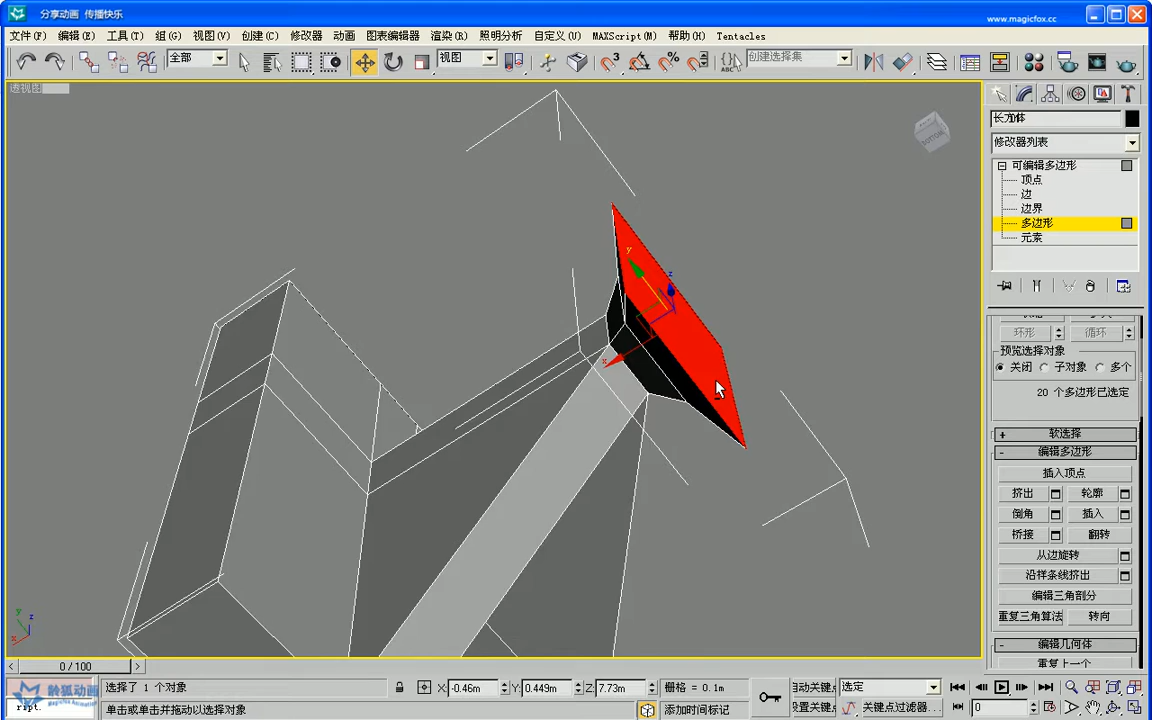 分享动画 传播快乐
www.magicfox.cc
文件(F) 编辑(E) 工具(T) 组(G) 视图(V) 创建(C) 修改器 动画 图表编辑器 渲染(R) 照明分析 自定义(U) MAXScript(M) 帮助(H) Tentacles
全部
视图
创建选择集
透视图
BOTTOM
长方体
修改器列表
可编辑多边形
顶点
边
边界
多边形
元素
环形 循环
预览选择对象
关闭 子对象 多个
20 个多边形已选定
+ 软选择
- 编辑多边形
插入顶点
挤出 轮廓
倒角 插入
桥接 翻转
从边旋转
沿样条线挤出
编辑三角剖分
重复三角算法 转向
- 编辑几何体
重复上一个
y
z
x
y
z
x
< 0 / 100 >
龄狐动画
Magicfox Animation
ript.
选择了 1 个对象
X: -0.46m Y: 0.449m Z: 7.73m
栅格 = 0.1m
自动关键点 选定
单击或单击并拖动以选择对象
添加时间标记
设置关键点 关键点过滤器...
0